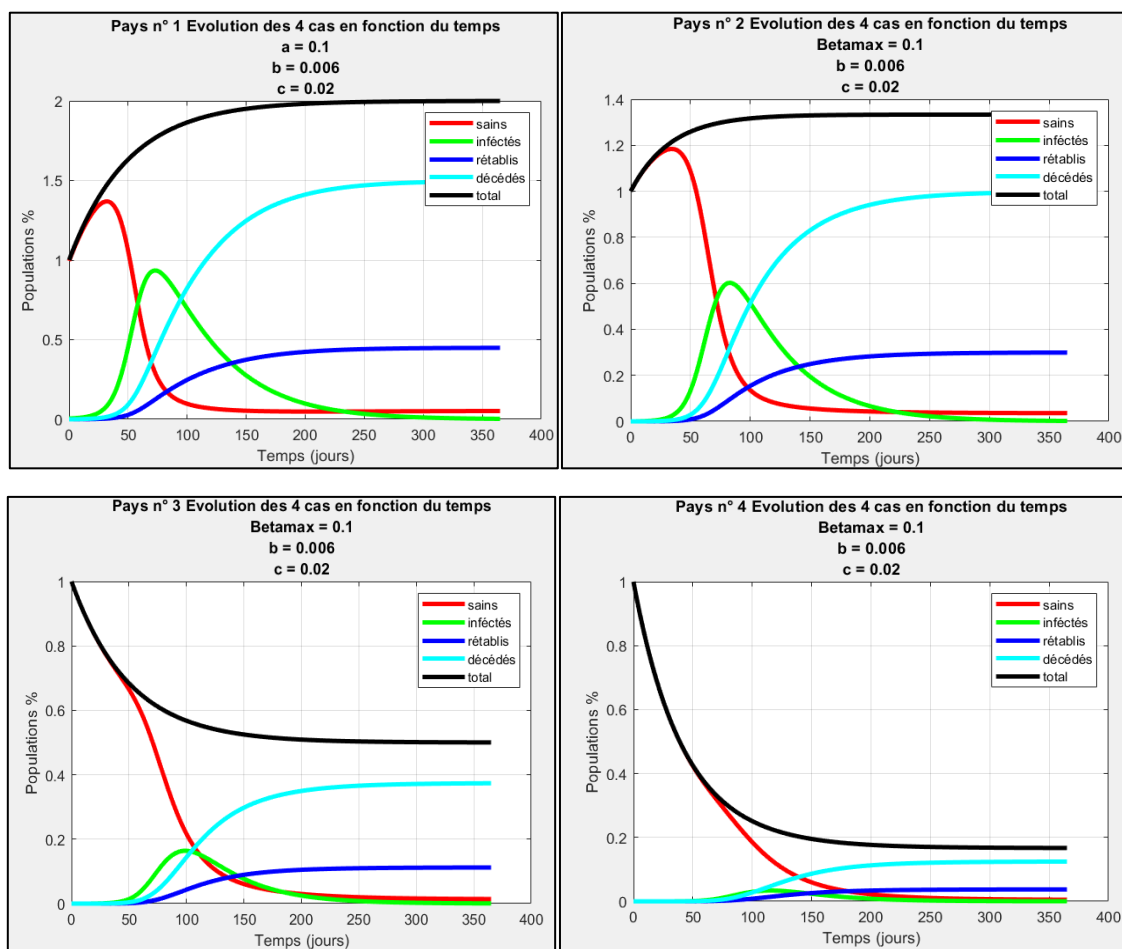 Pays n° 1 Evolution des 4 cas en fonction du temps
a = 0.1
b = 0.006
c = 0.02
2
1.5
1
0.5
0
Populations %
0 50 100 150 200 250 300 350 400
Temps (jours)
sains
inféctés
rétablis
décédés
total
Pays n° 2 Evolution des 4 cas en fonction du temps
Betamax = 0.1
b = 0.006
c = 0.02
1.4
1.2
1
0.8
0.6
0.4
0.2
0
Populations %
0 50 100 150 200 250 300 350 400
Temps (jours)
sains
inféctés
rétablis
décédés
total
Pays n° 3 Evolution des 4 cas en fonction du temps
Betamax = 0.1
b = 0.006
c = 0.02
1
0.8
0.6
0.4
0.2
0
Populations %
0 50 100 150 200 250 300 350 400
Temps (jours)
sains
inféctés
rétablis
décédés
total
Pays n° 4 Evolution des 4 cas en fonction du temps
Betamax = 0.1
b = 0.006
c = 0.02
1
0.8
0.6
0.4
0.2
0
Populations %
0 50 100 150 200 250 300 350 400
Temps (jours)
sains
inféctés
rétablis
décédés
total